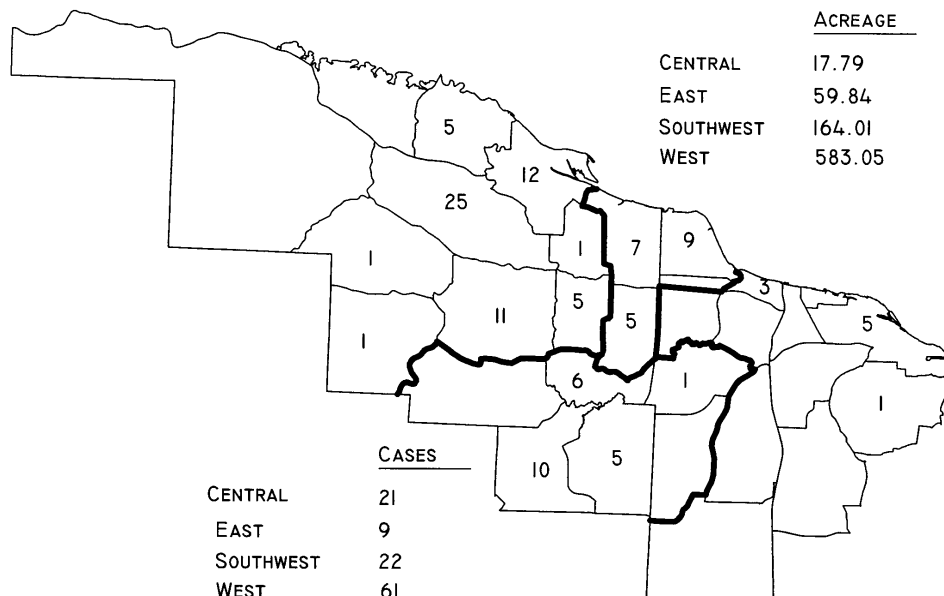 ACREAGE
CENTRAL 17.79
EAST 59.84
SOUTHWEST 164.01
WEST 583.05
5
12
25
1
7
9
1
3
11
5
5
5
1
6
1
1
10
5
CASES
CENTRAL 21
EAST 9
SOUTHWEST 22
WEST 61